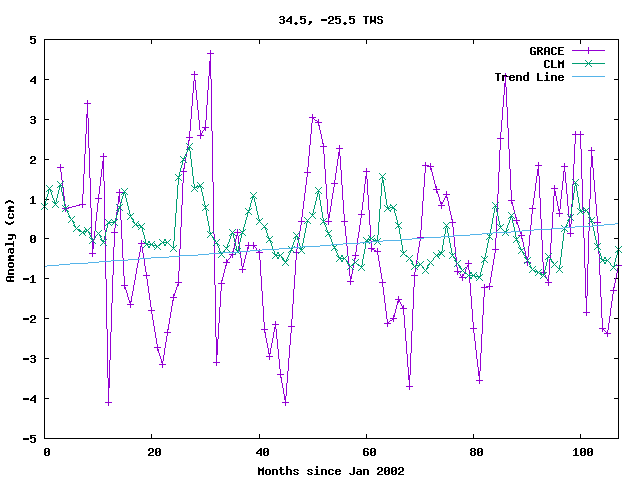 34.5, -25.5 TWS
GRACE
CLM
Trend Line
5
4
3
2
1
0
-1
-2
-3
-4
-5
Anomaly (cm)
0 20 40 60 80 100
Months since Jan 2002